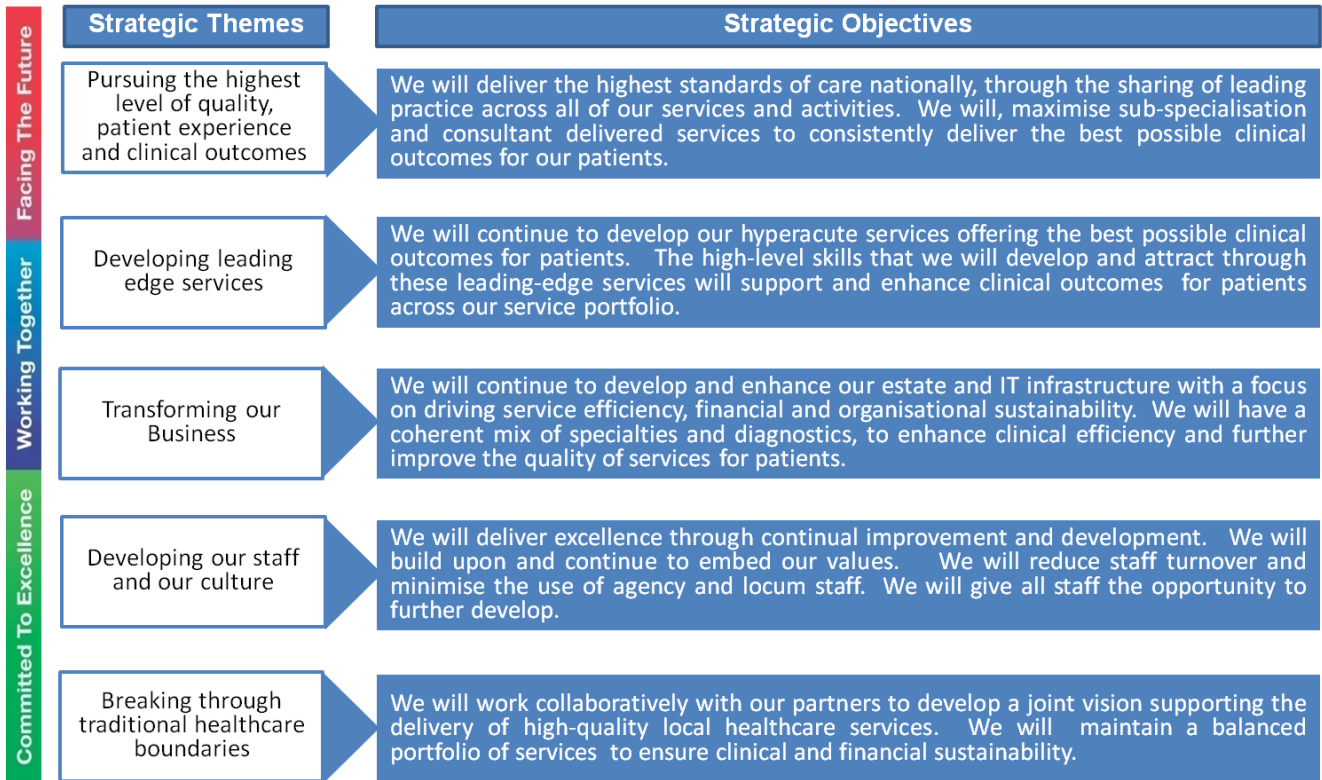 Strategic Themes
Strategic Objectives
Facing The Future
Working Together
Committed To Excellence
Pursuing the highest
level of quality,
patient experience
and clinical outcomes
We will deliver the highest standards of care nationally, through the sharing of leading
practice across all of our services and activities. We will, maximise sub-specialisation
and consultant delivered services to consistently deliver the best possible clinical
outcomes for our patients.
Developing leading
edge services
We will continue to develop our hyperacute services offering the best possible clinical
outcomes for patients. The high-level skills that we will develop and attract through
these leading-edge services will support and enhance clinical outcomes for patients
across our service portfolio.
Transforming our
Business
We will continue to develop and enhance our estate and IT infrastructure with a focus
on driving service efficiency, financial and organisational sustainability. We will have a
coherent mix of specialties and diagnostics, to enhance clinical efficiency and further
improve the quality of services for patients.
Developing our staff
and our culture
We will deliver excellence through continual improvement and development. We will
build upon and continue to embed our values. We will reduce staff turnover and
minimise the use of agency and locum staff. We will give all staff the opportunity to
further develop.
Breaking through
traditional healthcare
boundaries
We will work collaboratively with our partners to develop a joint vision supporting the
delivery of high-quality local healthcare services. We will maintain a balanced
portfolio of services to ensure clinical and financial sustainability.